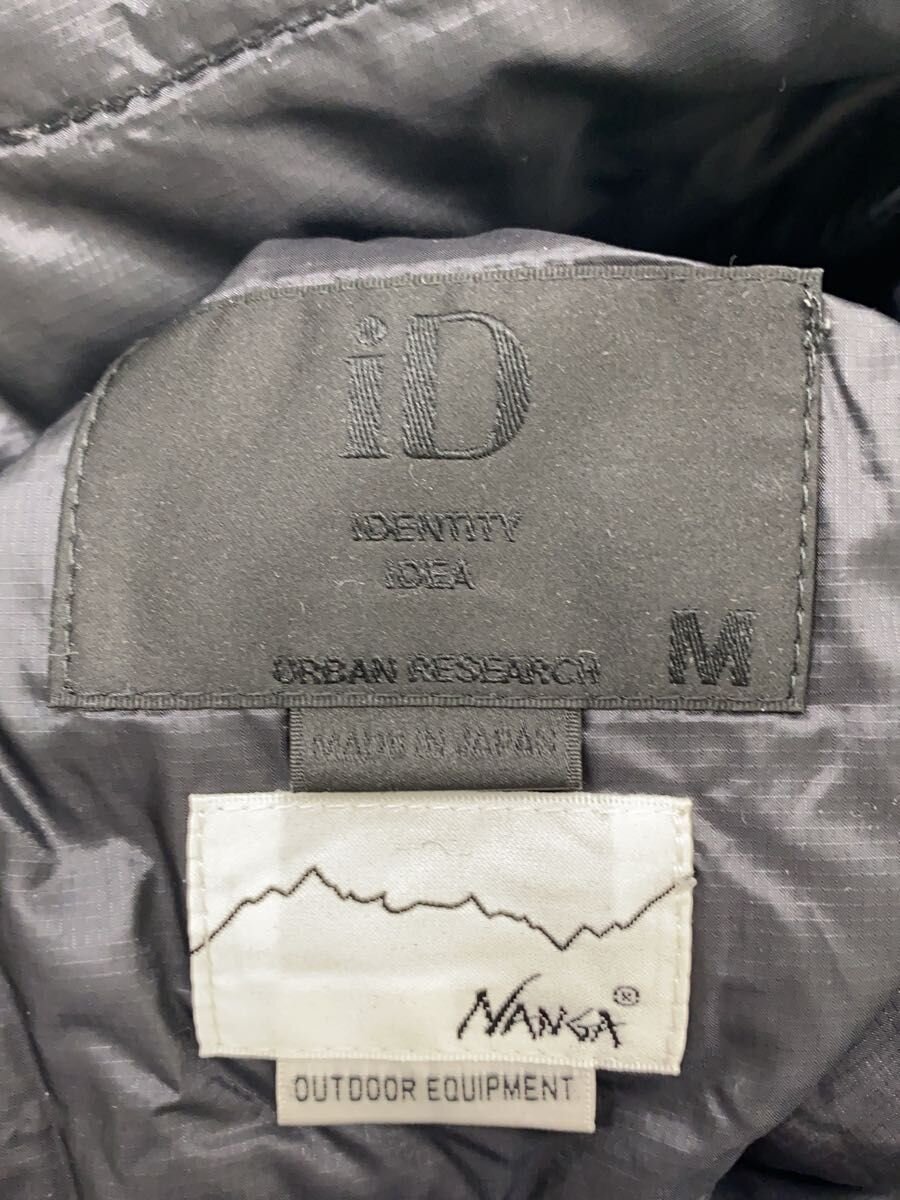 iD
IDENTITY
IDEA
URBAN RESEARCH
M
MADE IN JAPAN
NANGA®
OUTDOOR EQUIPMENT